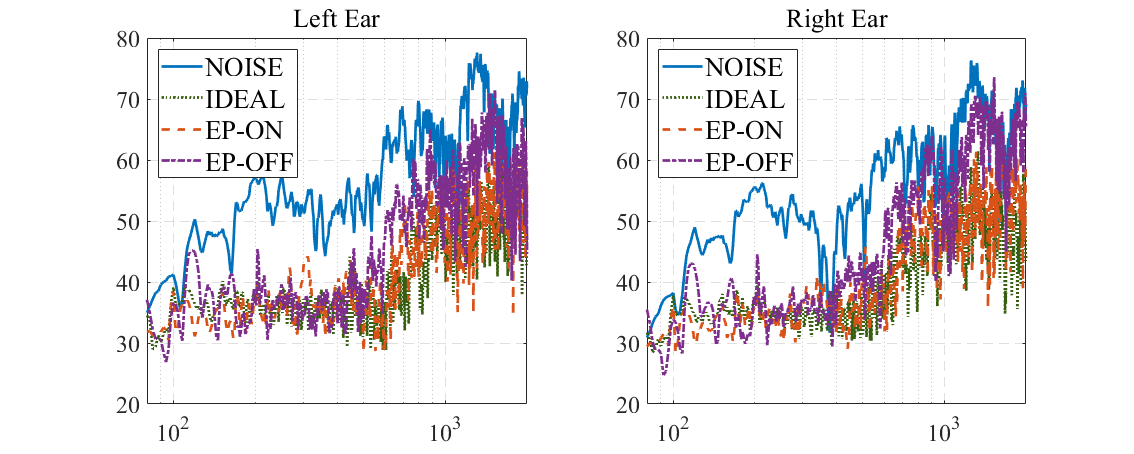 Left Ear
80
70
60
50
40
30
20
10²
10³
NOISE
IDEAL
EP-ON
EP-OFF
Right Ear
80
70
60
50
40
30
20
10²
10³
NOISE
IDEAL
EP-ON
EP-OFF